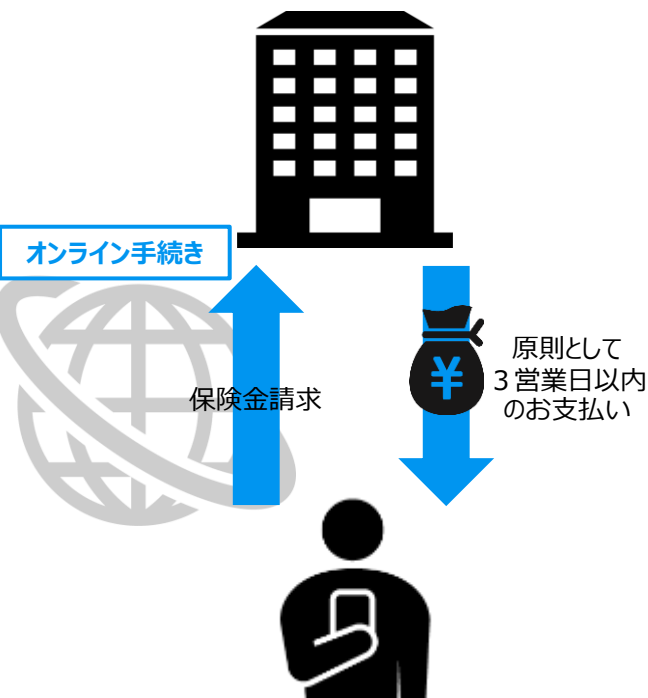 オンライン手続き
保険金請求
¥
原則として
３営業日以内
のお支払い